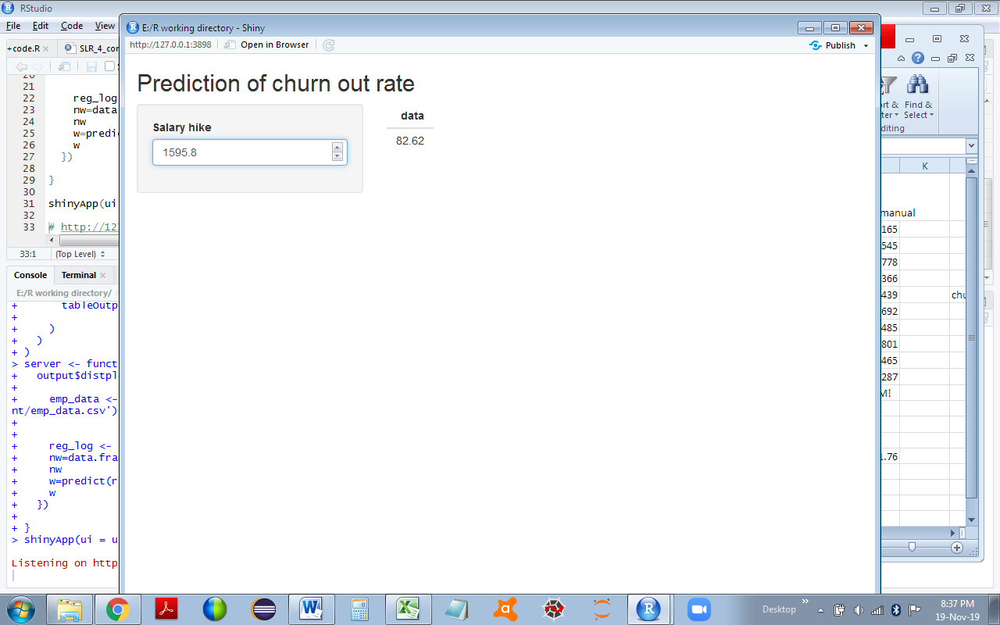 RStudio
File Edit Code View
code.R
SLR_4_con
20
21
22 reg_log
23 nw=data
24 nw
25 w=predic
26 w
27 })
28
29 }
30
31 shinyApp(ui
32
33 # http://127
33:1 (Top Level)
Console Terminal
E:/R working directory/
+ tableOutp
+
+ )
+ )
+ )
> server <- funct
+ output$distpl
+
+ emp_data <-
nt/emp_data.csv')
+
+
+ reg_log <-
+ nw=data.fra
+ nw
+ w=predict(r
+ w
+ })
+
+ }
> shinyApp(ui = u
Listening on http
E:/R working directory - Shiny
http://127.0.0.1:3898 Open in Browser Publish
Prediction of churn out rate
Salary hike
1595.8
data
82.62
rt & Find &
ter Select
diting
K
manual
165
545
778
366
439 chu
692
485
801
465
287
M!
1.76
Desktop »
8:37 PM
19-Nov-19